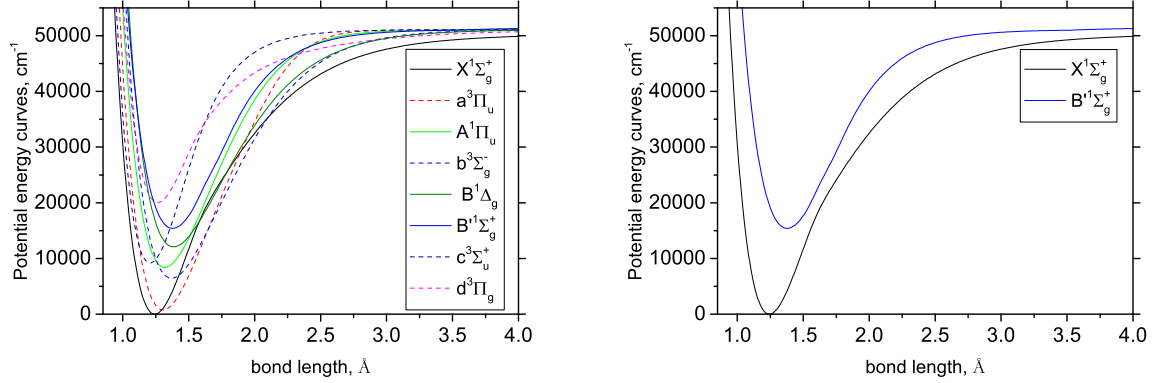 Potential energy curves, cm⁻¹
50000
40000
30000
20000
10000
0
1.0 1.5 2.0 2.5 3.0 3.5 4.0
bond length, Å
X¹Σg⁺
a³Πu
A¹Πu
b³Σg⁻
B¹Δg
B'¹Σg⁺
c³Σu⁺
d³Πg
Potential energy curves, cm⁻¹
50000
40000
30000
20000
10000
0
1.0 1.5 2.0 2.5 3.0 3.5 4.0
bond length, Å
X¹Σg⁺
B'¹Σg⁺